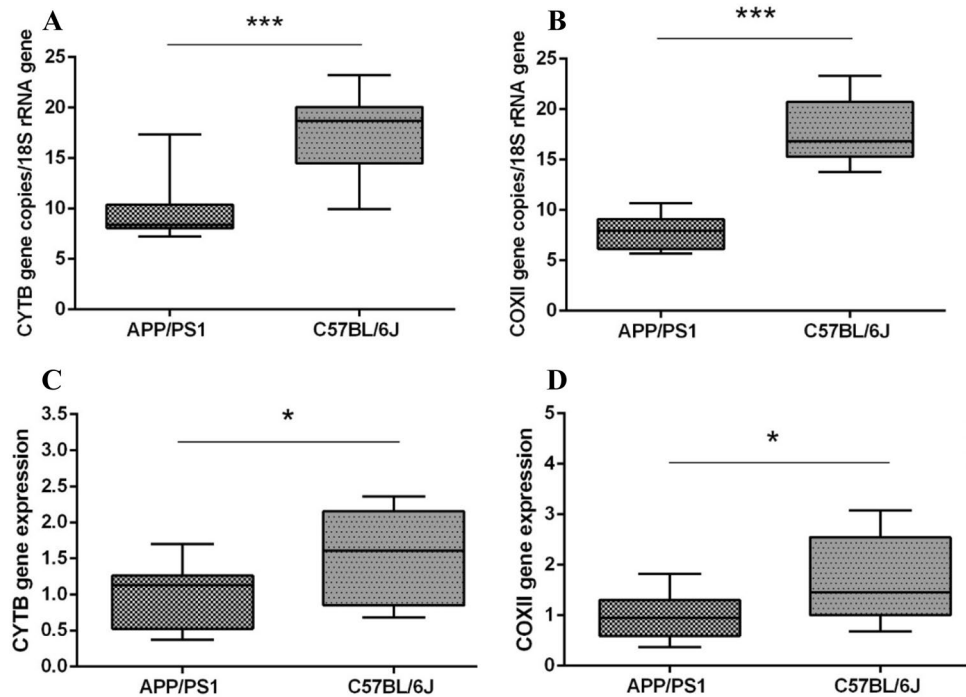 A
***
CYTB gene copies/18S rRNA gene
25
20
15
10
5
0
APP/PS1 C57BL/6J
B
***
COXII gene copies/18S rRNA gene
25
20
15
10
5
0
APP/PS1 C57BL/6J
C
*
CYTB gene expression
3.5
3.0
2.5
2.0
1.5
1.0
0.5
0.0
APP/PS1 C57BL/6J
D
*
COXII gene expression
5
4
3
2
1
0
APP/PS1 C57BL/6J